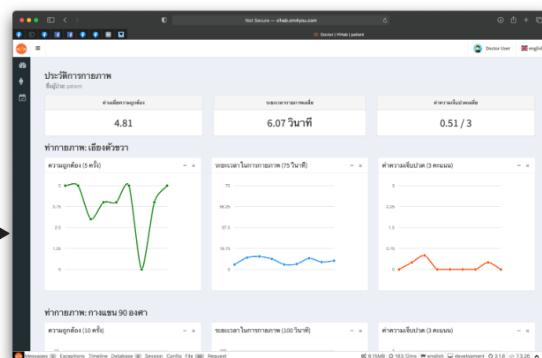 Not Secure — rehab.em4you.com
Doctor | FHab | patient
Doctor User
english
ประวัติการกายภาพ
ชื่อผู้ป่วย: patient
ค่าเฉลี่ยความถูกต้อง
ระยะเวลากายภาพเฉลี่ย
ค่าความเจ็บปวดเฉลี่ย
4.81
6.07 วินาที
0.51 / 3
ท่ากายภาพ: เอียงตัวขวา
ความถูกต้อง (5 ครั้ง)
ระยะเวลาในการกายภาพ (75 วินาที)
ค่าความเจ็บปวด (3 คะแนน)
5
3.75
2.5
1.25
0
75
56.25
37.5
18.75
0
3
2.25
1.5
0.75
0
ท่ากายภาพ: กางแขน 90 องศา
ความถูกต้อง (10 ครั้ง)
ระยะเวลาในการกายภาพ (100 วินาที)
ค่าความเจ็บปวด (3 คะแนน)
Messages Exceptions Timeline Database Session Config File Request
english development